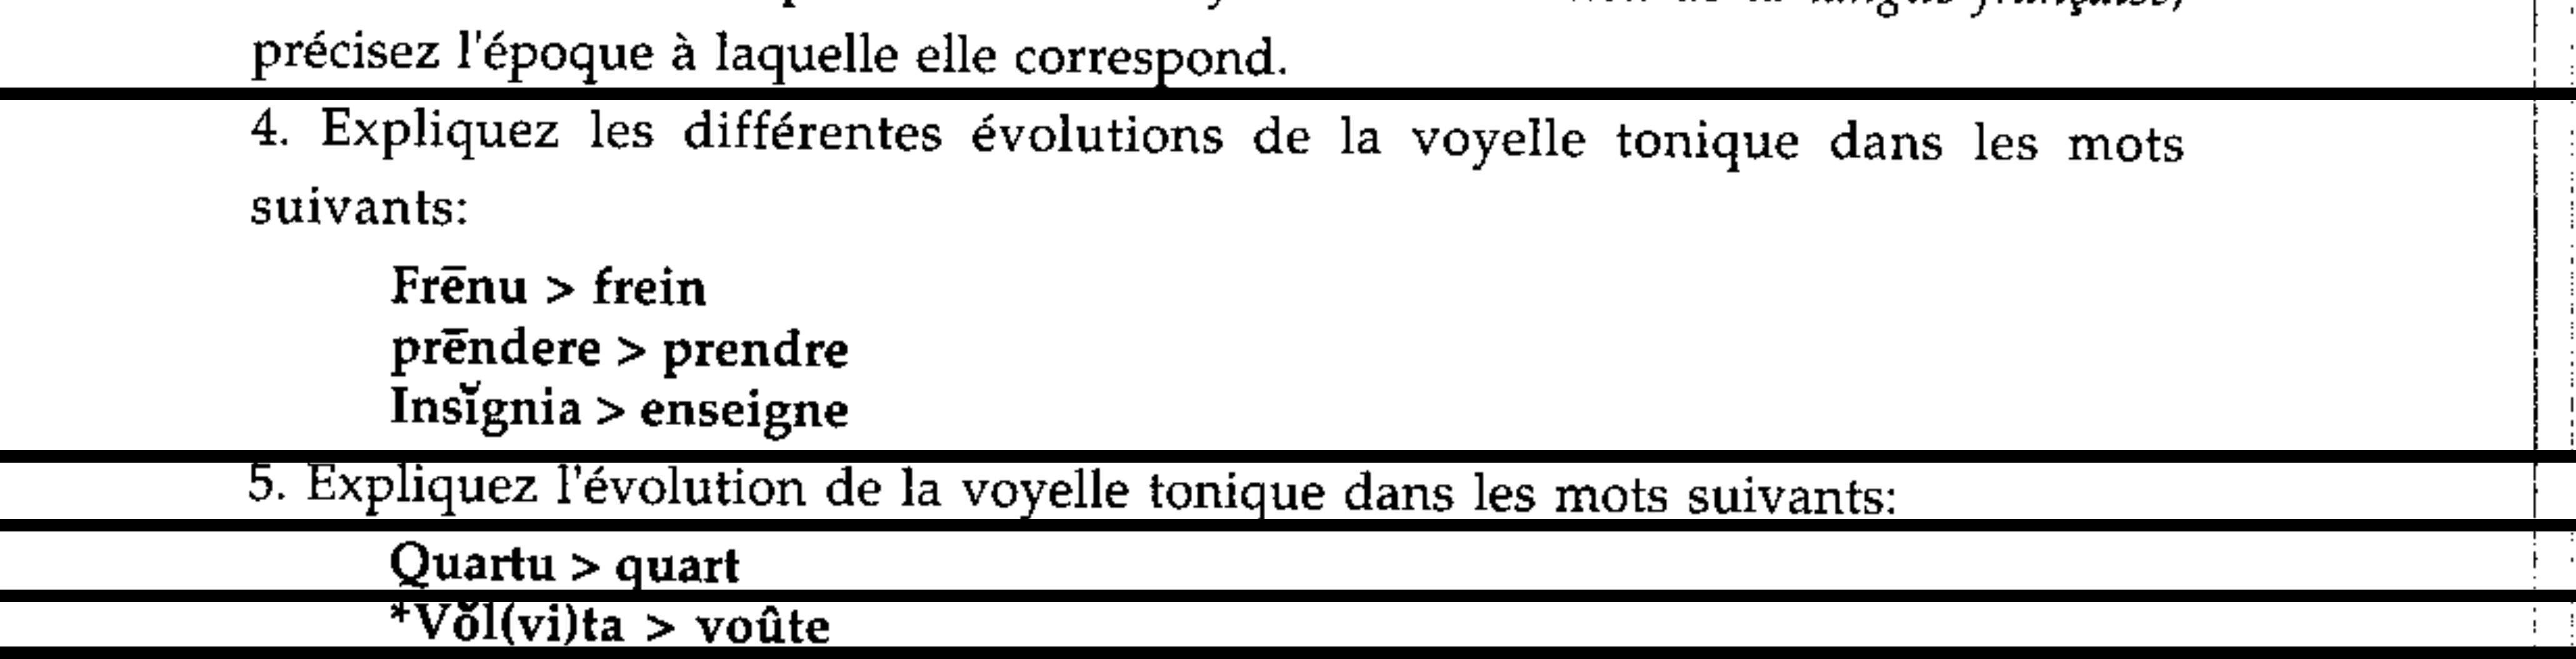 précisez l'époque à laquelle elle correspond.
4. Expliquez les différentes évolutions de la voyelle tonique dans les mots
suivants:
Frēnu > frein
prēndere > prendre
Insĭgnia > enseigne
5. Expliquez l'évolution de la voyelle tonique dans les mots suivants:
Quartu > quart
*Vŏl(vi)ta > voûte